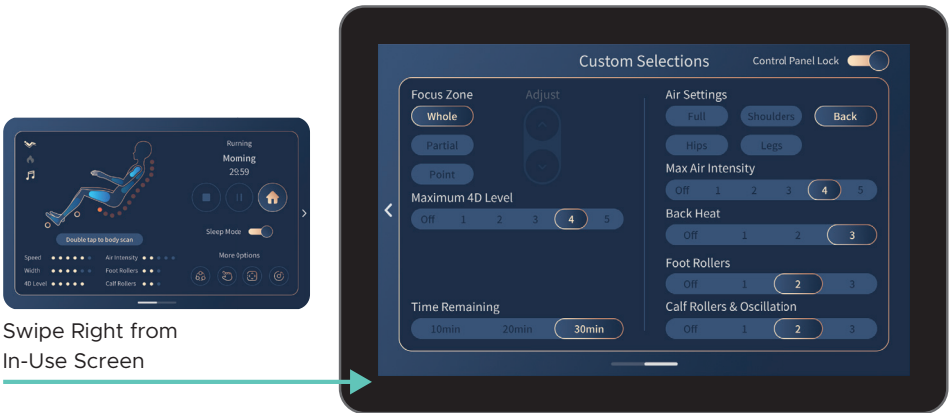 Running
Morning
29:59
Sleep Mode
Double tap to body scan
More Options
Speed
Air Intensity
Width
Foot Rollers
4D Level
Calf Rollers
Swipe Right from
In-Use Screen
Custom Selections
Control Panel Lock
Focus Zone
Adjust
Whole
Partial
Point
Maximum 4D Level
Off 1 2 3 4 5
Time Remaining
10min 20min 30min
Air Settings
Full Shoulders Back
Hips Legs
Max Air Intensity
Off 1 2 3 4 5
Back Heat
Off 1 2 3
Foot Rollers
Off 1 2 3
Calf Rollers & Oscillation
Off 1 2 3